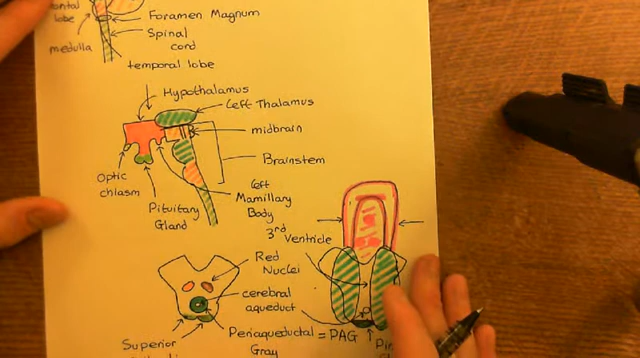 lobe
Foramen Magnum
medulla
Spinal
cord
temporal lobe
Hypothalamus
Left Thalamus
midbrain
Brainstem
Optic
chiasm
Pituitary
Gland
Left
Mamillary
Body
3rd
Ventricle
Red
Nuclei
cerebral
aqueduct
Periaqueductal = PAG
Gray
Superior